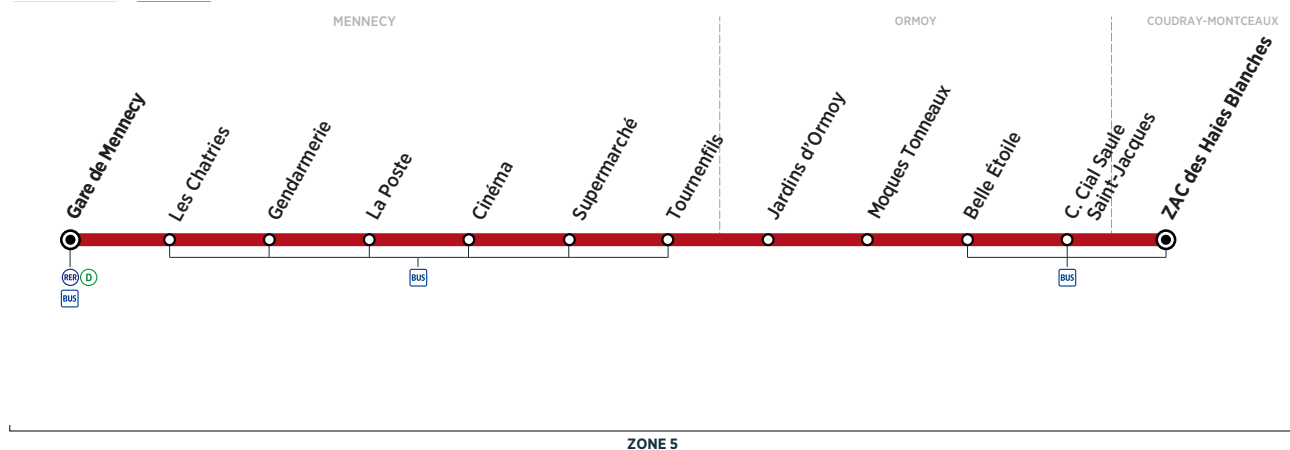 MENNECY
ORMOY
COUDRAY-MONTCEAUX
Gare de Mennecy
Les Chatries
Gendarmerie
La Poste
Cinéma
Supermarché
Tournenfils
Jardins d'Ormoy
Moques Tonneaux
Belle Étoile
C. Cial Saule
Saint-Jacques
ZAC des Haies Blanches
RER D
BUS
BUS
BUS
ZONE 5